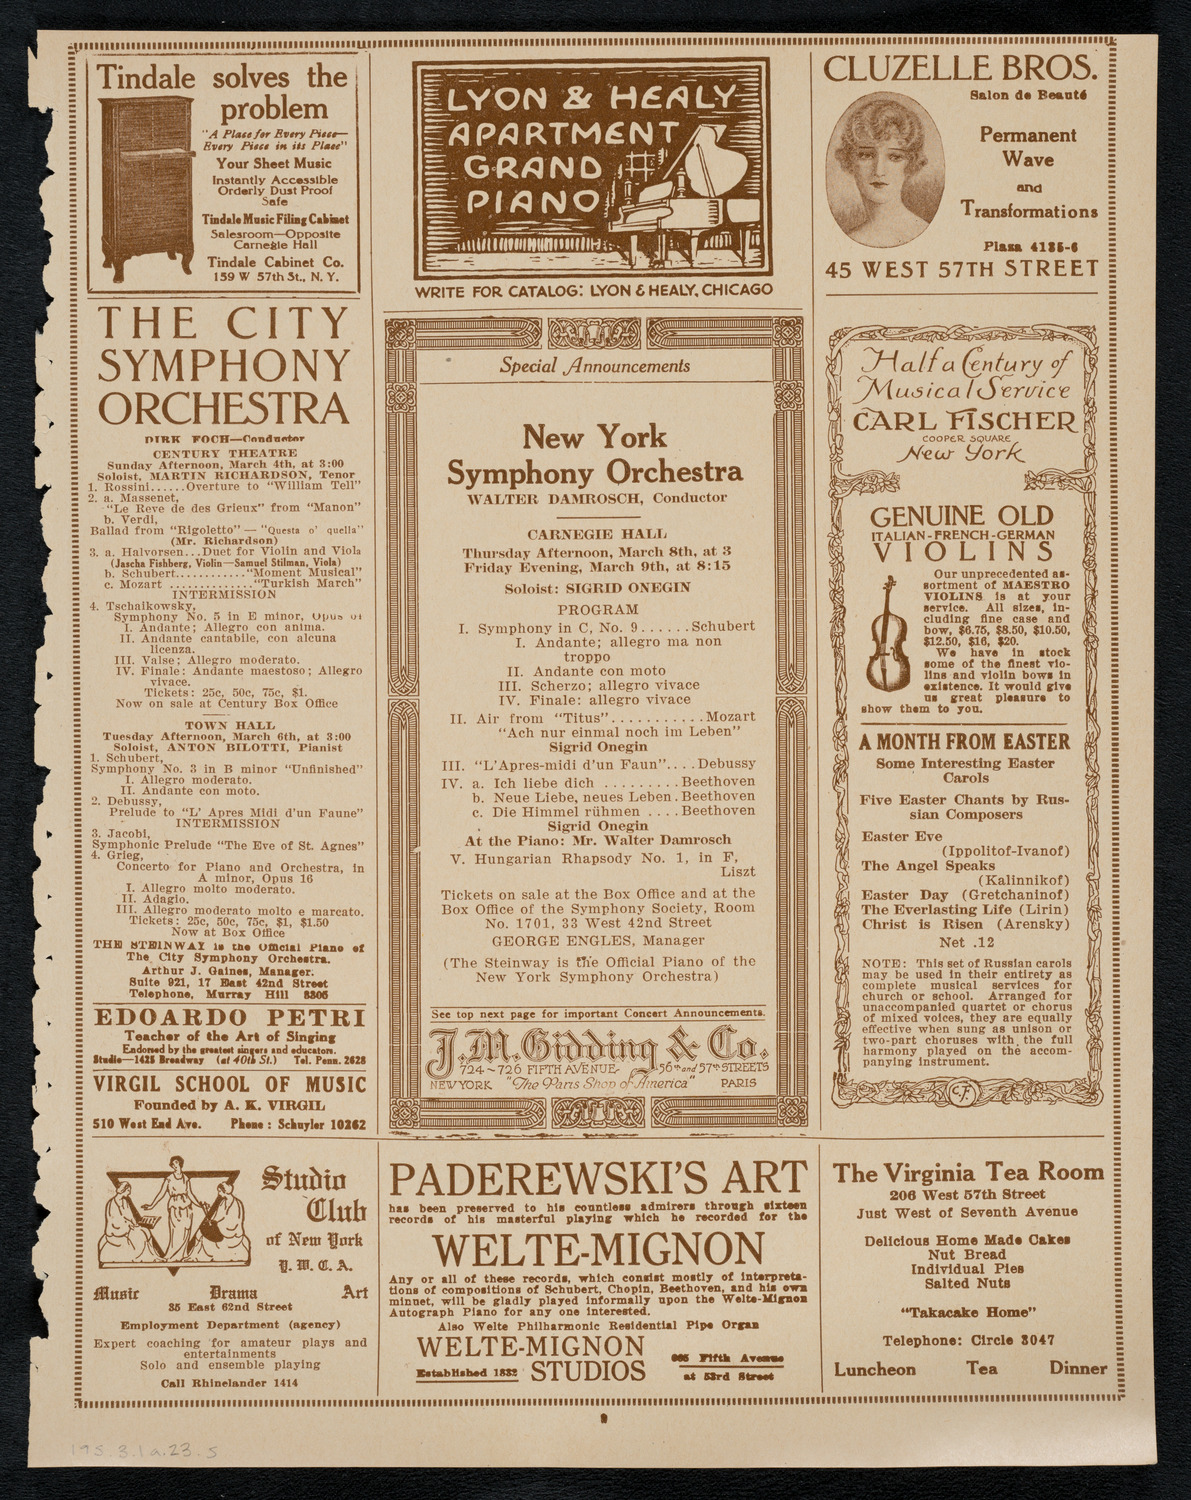 Tindale solves the
problem
"A Place for Every Piece—
Every Piece in its Place"
Your Sheet Music
Instantly Accessible
Orderly Dust Proof
Safe
Tindale Music Filing Cabinet
Salesroom—Opposite
Carnegie Hall
Tindale Cabinet Co.
159 W 57th St., N. Y.
THE CITY
SYMPHONY
ORCHESTRA
DIRK FOCH—Conductor
CENTURY THEATRE
Sunday Afternoon, March 4th, at 3:00
Soloist, MARTIN RICHARDSON, Tenor
1. Rossini......Overture to "William Tell"
2. a. Massenet,
"Le Reve de des Grieux" from "Manon"
b. Verdi,
Ballad from "Rigoletto" — "Questa o' quella"
(Mr. Richardson)
3. a. Halvorsen...Duet for Violin and Viola
(Jascha Fishberg, Violin—Samuel Stilman, Viola)
b. Schubert...........“Moment Musical”
c. Mozart ............."Turkish March"
INTERMISSION
4. Tschaikowsky,
Symphony No. 5 in E minor, Opus of
I. Andante; Allegro con anima.
II. Andante cantabile, con alcuna
licenza.
III. Valse; Allegro moderato.
IV. Finale: Andante maestoso; Allegro
vivace.
Tickets: 25c, 50c, 75c, $1.
Now on sale at Century Box Office
TOWN HALL
Tuesday Afternoon, March 6th, at 3:00
Soloist, ANTON BILOTTI, Pianist
1. Schubert,
Symphony No. 3 in B minor "Unfinished"
I. Allegro moderato.
II. Andante con moto.
2. Debussy,
Prelude to "L' Apres Midi d'un Faune"
INTERMISSION
3. Jacobi,
Symphonic Prelude "The Eve of St. Agnes"
4. Grieg,
Concerto for Piano and Orchestra, in
A minor, Opus 16
I. Allegro molto moderato.
II. Adagio.
III. Allegro moderato molto e marcato.
Tickets: 25c, 50c, 75c, $1, $1.50
Now at Box Office
THE STEINWAY is the Official Piano of
The City Symphony Orchestra.
Arthur J. Gaines, Manager.
Suite 921, 17 East 42nd Street
Telephone, Murray Hill 8305
EDOARDO PETRI
Teacher of the Art of Singing
Endorsed by the greatest singers and educators.
Studio—1425 Broadway (at 40th St.) Tel. Penn. 2628
VIRGIL SCHOOL OF MUSIC
Founded by A. K. VIRGIL
510 West End Ave. Phone: Schuyler 10262
LYON & HEALY
APARTMENT
GRAND
PIANO
WRITE FOR CATALOG: LYON & HEALY, CHICAGO
Special Announcements
New York
Symphony Orchestra
WALTER DAMROSCH, Conductor
CARNEGIE HALL
Thursday Afternoon, March 8th, at 3
Friday Evening, March 9th, at 8:15
Soloist: SIGRID ONEGIN
PROGRAM
I. Symphony in C, No. 9......Schubert
I. Andante; allegro ma non
troppo
II. Andante con moto
III. Scherzo; allegro vivace
IV. Finale: allegro vivace
II. Air from "Titus"...........Mozart
"Ach nur einmal noch im Leben"
Sigrid Onegin
III. "L'Apres-midi d'un Faun"....Debussy
IV. a. Ich liebe dich .........Beethoven
b. Neue Liebe, neues Leben.Beethoven
c. Die Himmel rühmen ....Beethoven
Sigrid Onegin
At the Piano: Mr. Walter Damrosch
V. Hungarian Rhapsody No. 1, in F,
Liszt
Tickets on sale at the Box Office and at the
Box Office of the Symphony Society, Room
No. 1701, 33 West 42nd Street
GEORGE ENGLES, Manager
(The Steinway is the Official Piano of the
New York Symphony Orchestra)
See top next page for important Concert Announcements.
J.M. Gidding & Co.
724–726 FIFTH AVENUE 56th and 57th STREETS
NEW YORK "The Paris Shop of America" PARIS
CLUZELLE BROS.
Salon de Beauté
Permanent
Wave
and
Transformations
Plaza 4135-6
45 WEST 57TH STREET
Half a Century of
Musical Service
CARL FISCHER
COOPER SQUARE
New York
GENUINE OLD
ITALIAN-FRENCH-GERMAN
VIOLINS
Our unprecedented as-
sortment of MAESTRO
VIOLINS is at your
service. All sizes, in-
cluding fine case and
bow, $6.75, $8.50, $10.50,
$12.50, $16, $20.
We have in stock
some of the finest vio-
lins and violin bows in
existence. It would give
us great pleasure to
show them to you.
A MONTH FROM EASTER
Some Interesting Easter
Carols
Five Easter Chants by Rus-
sian Composers
Easter Eve
(Ippolitof-Ivanof)
The Angel Speaks
(Kalinnikof)
Easter Day (Gretchaninof)
The Everlasting Life (Lirin)
Christ is Risen (Arensky)
Net .12
NOTE: This set of Russian carols
may be used in their entirety as
complete musical services for
church or school. Arranged for
unaccompanied quartet or chorus
of mixed voices, they are equally
effective when sung as unison or
two-part choruses with the full
harmony played on the accom-
panying instrument.
C.F.
Studio
Club
of New York
Y. W. C. A.
Music Drama Art
35 East 62nd Street
Employment Department (agency)
Expert coaching for amateur plays and
entertainments
Solo and ensemble playing
Call Rhinelander 1414
PADEREWSKI'S ART
has been preserved to his countless admirers through sixteen
records of his masterful playing which he recorded for the
WELTE-MIGNON
Any or all of these records, which consist mostly of interpreta-
tions of compositions of Schubert, Chopin, Beethoven, and his own
minuet, will be gladly played informally upon the Welte-Mignon
Autograph Piano for any one interested.
Also Welte Philharmonic Residential Pipe Organ
WELTE-MIGNON
Established 1832 STUDIOS
665 Fifth Avenue
at 53rd Street
The Virginia Tea Room
206 West 57th Street
Just West of Seventh Avenue
Delicious Home Made Cakes
Nut Bread
Individual Pies
Salted Nuts
"Takacake Home"
Telephone: Circle 3047
Luncheon Tea Dinner
195.3.1a.23.5